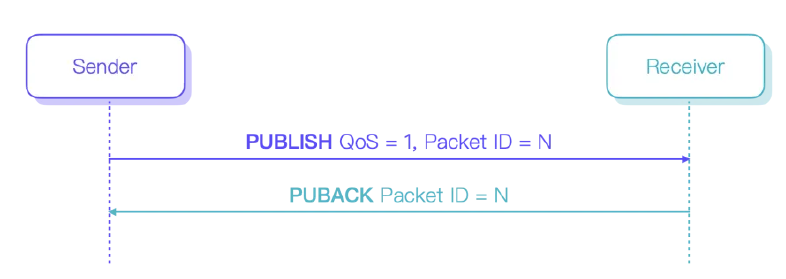 Sender
Receiver
PUBLISH QoS = 1, Packet ID = N
PUBACK Packet ID = N